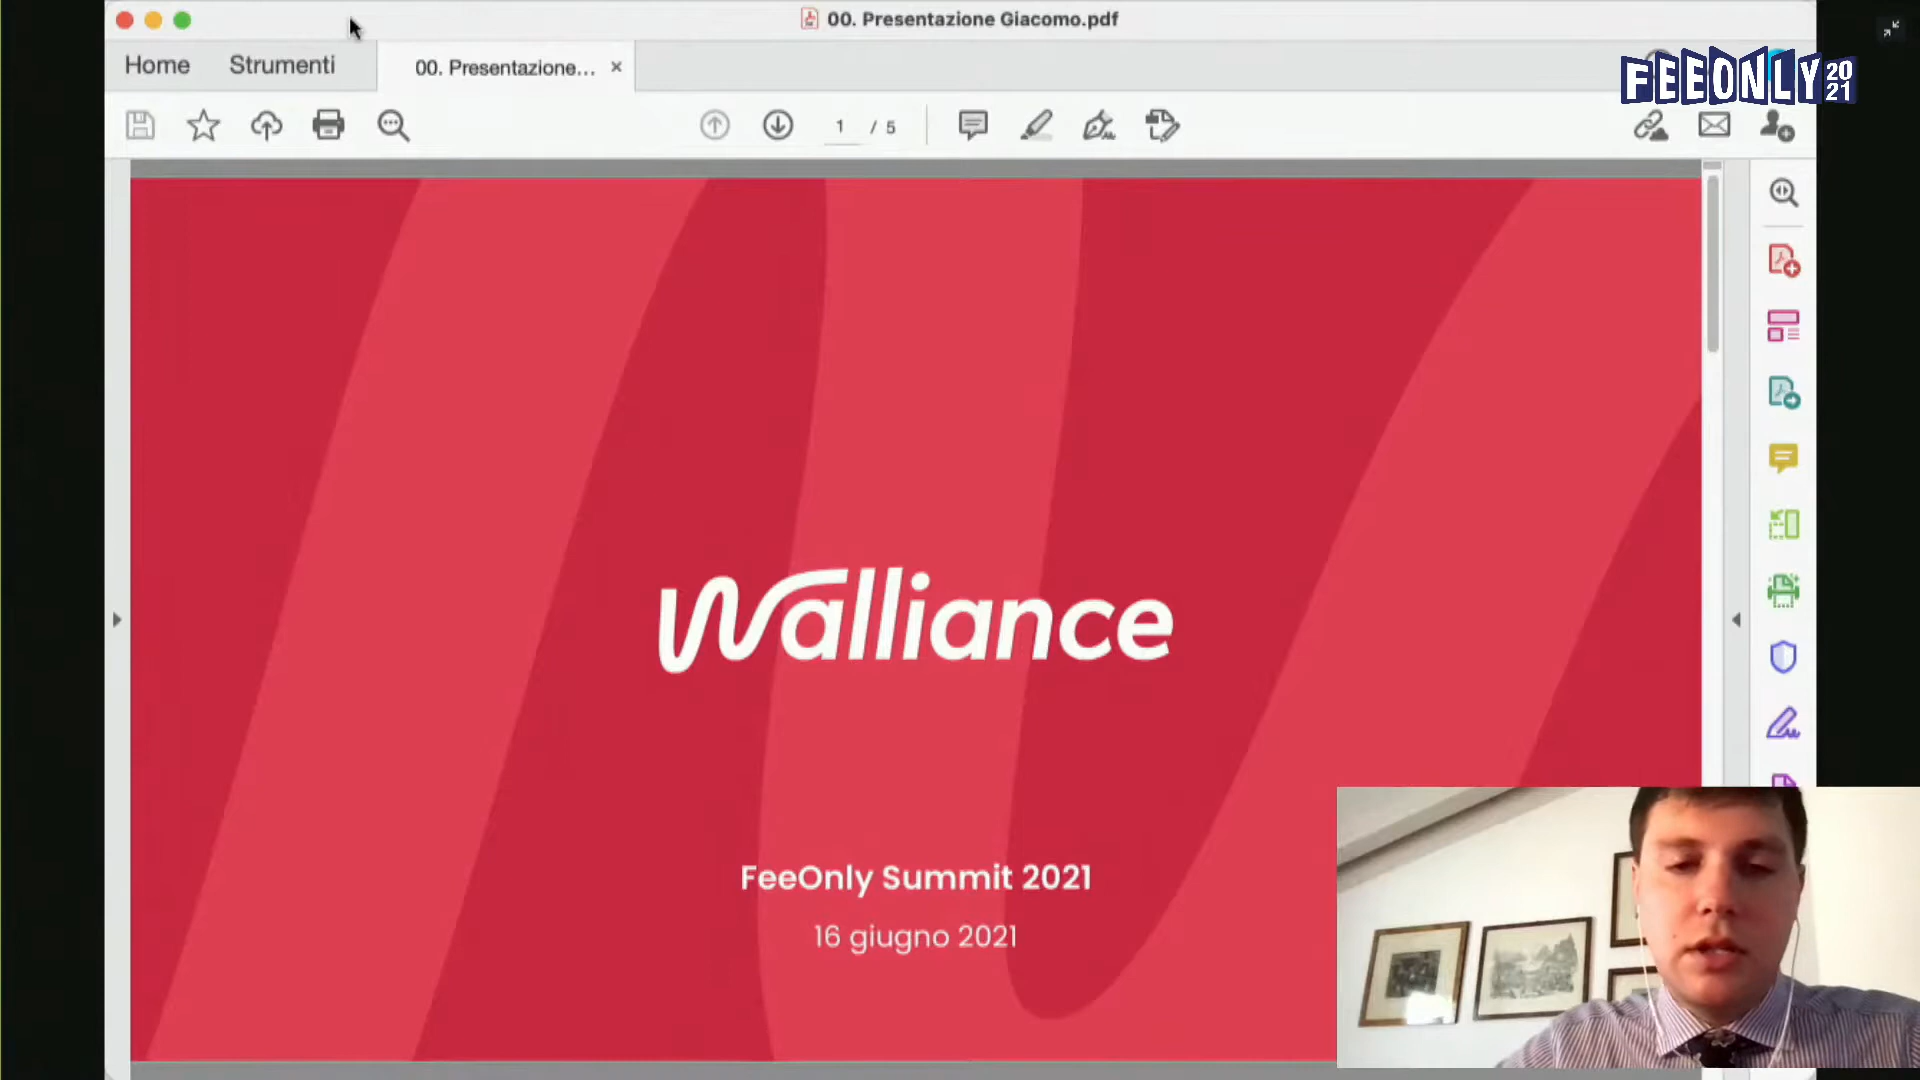 00. Presentazione Giacomo.pdf
Home
Strumenti
00. Presentazione...
FEEONLY 2021
1 / 5
Walliance
FeeOnly Summit 2021
16 giugno 2021